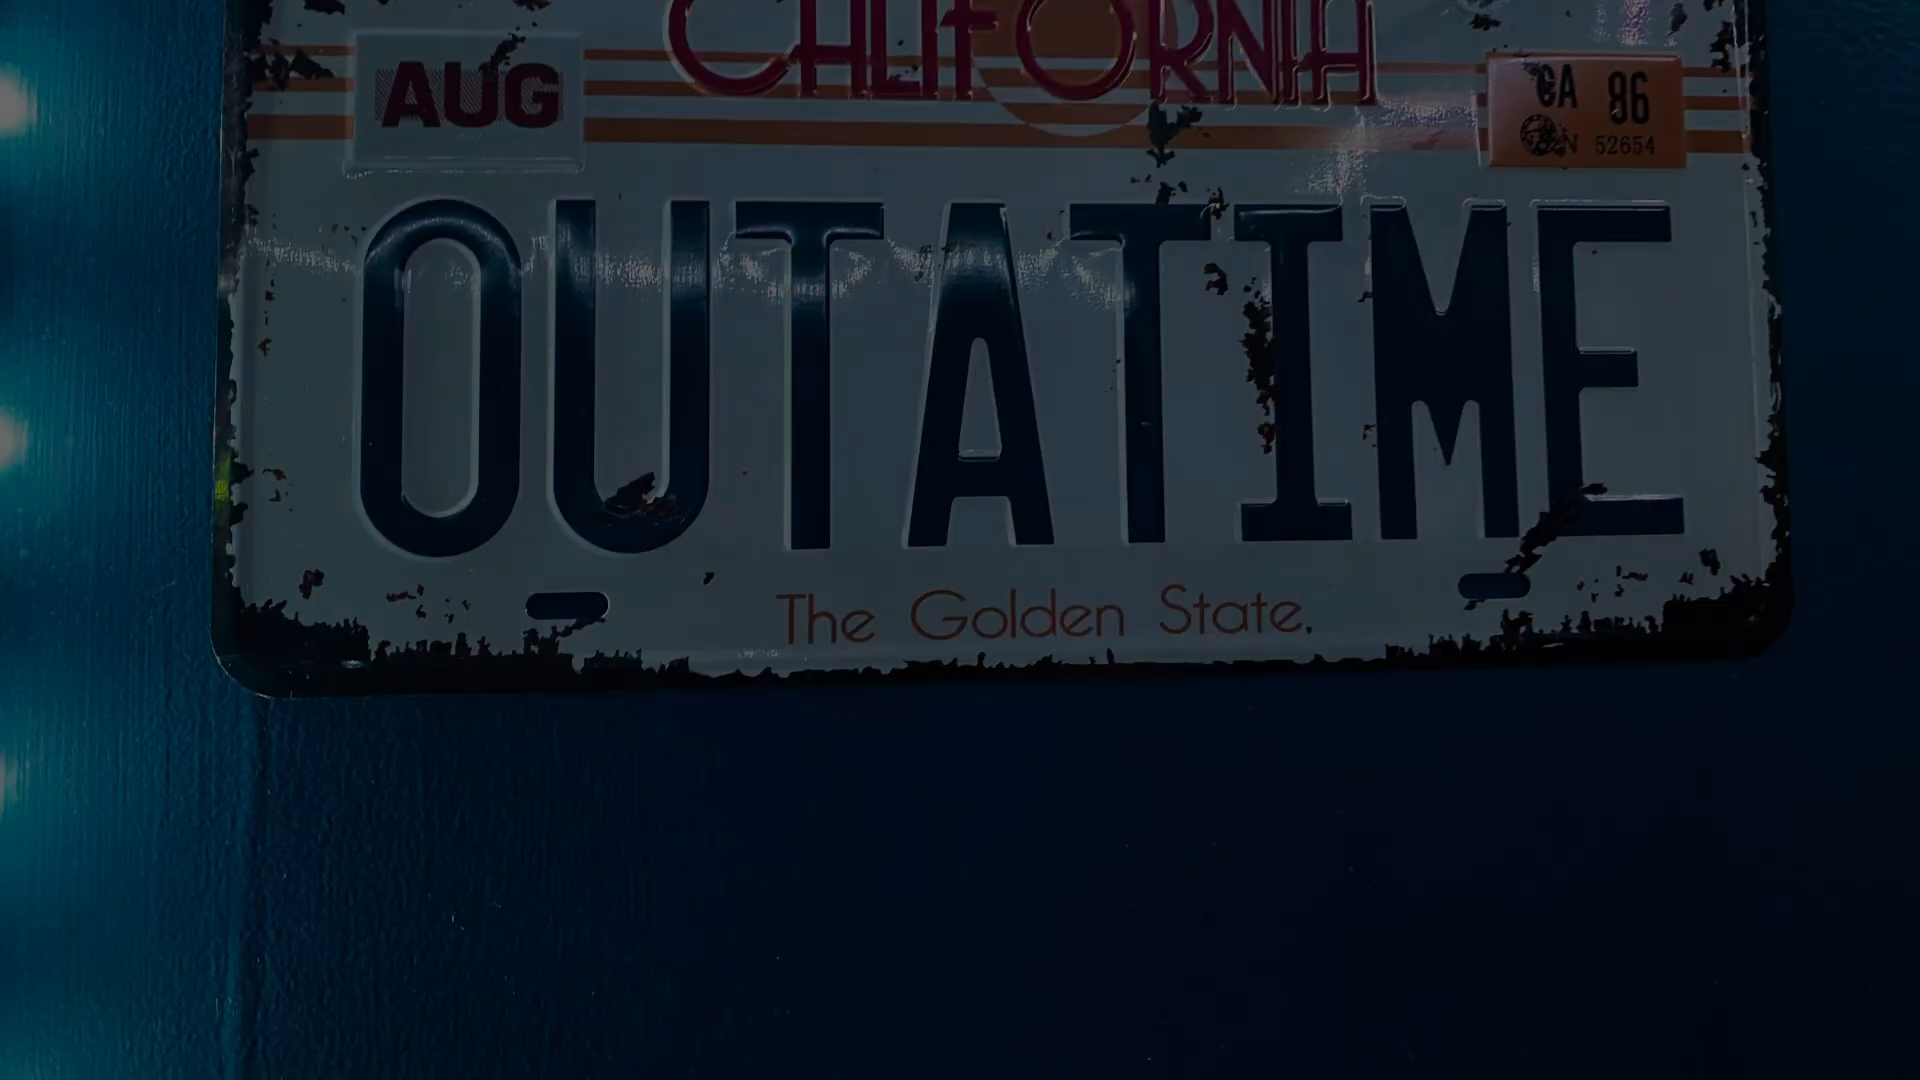 CALIFORNIA
AUG
CA 86
N 52654
OUTATIME
The Golden State.